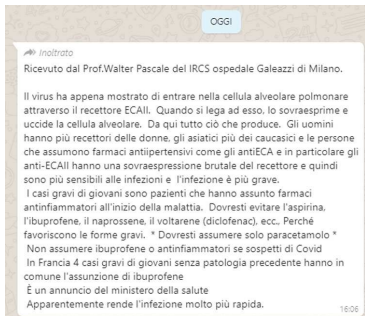 OGGI
Inoltrato
Ricevuto dal Prof.Walter Pascale del IRCS ospedale Galeazzi di Milano.
Il virus ha appena mostrato di entrare nella cellula alveolare polmonare
attraverso il recettore ECAII.  Quando si lega ad esso, lo sovraesprime e
uccide la cellula alveolare.  Da qui tutto ciò che produce.  Gli uomini
hanno più recettori delle donne, gli asiatici più dei caucasici e le persone
che assumono farmaci antiipertensivi come gli antiECA e in particolare gli
anti-ECAII hanno una sovraespressione brutale del recettore e quindi
sono più sensibili alle infezioni e  l'infezione è più grave.
I casi gravi di giovani sono pazienti che hanno assunto farmaci
antinfiammatori all'inizio della malattia.  Dovresti evitare l'aspirina,
l'ibuprofene, il naprossene, il voltarene (diclofenac), ecc.. Perché
favoriscono le forme gravi.  * Dovresti assumere solo paracetamolo *
Non assumere ibuprofene o antinfiammatori se sospetti di Covid
In Francia 4 casi gravi di giovani senza patologia precedente hanno in
comune l'assunzione di ibuprofene
È un annuncio del ministero della salute
Apparentemente rende l'infezione molto più rapida.
16:06